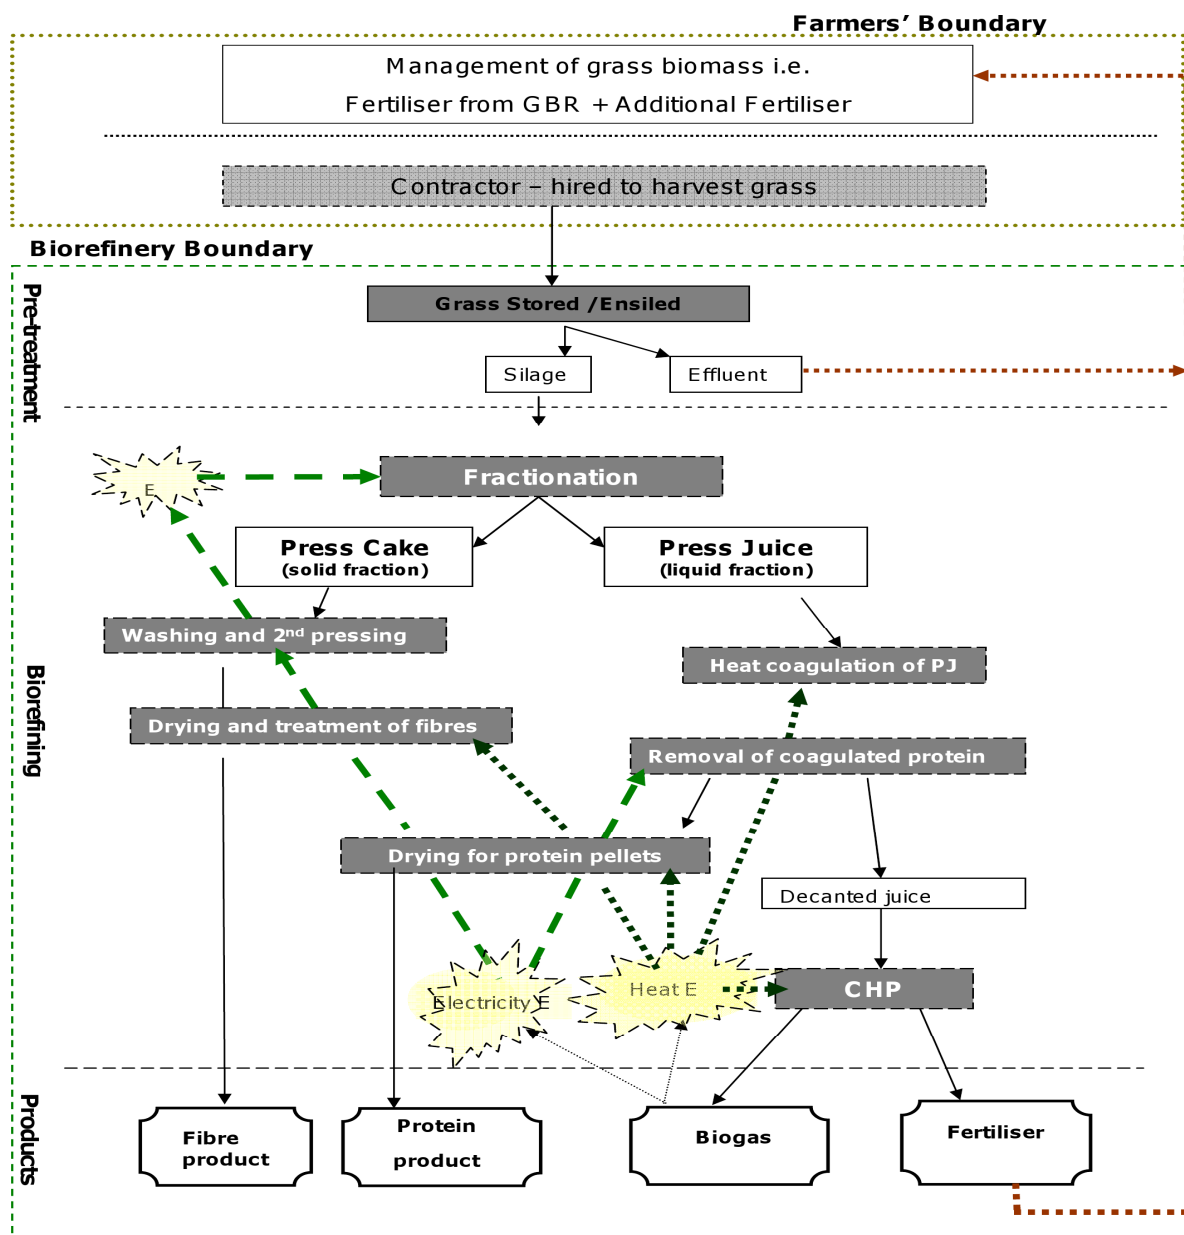 Farmers’ Boundary
Management of grass biomass i.e.
Fertiliser from GBR + Additional Fertiliser
Contractor – hired to harvest grass
Biorefinery Boundary
Pre-treatment
Grass Stored /Ensiled
Silage
Effluent
E
Fractionation
Press Cake
(solid fraction)
Press Juice
(liquid fraction)
Washing and 2nd pressing
Heat coagulation of PJ
Biorefining
Drying and treatment of fibres
Removal of coagulated protein
Drying for protein pellets
Decanted juice
Electricity E
Heat E
CHP
Products
Fibre
product
Protein
product
Biogas
Fertiliser